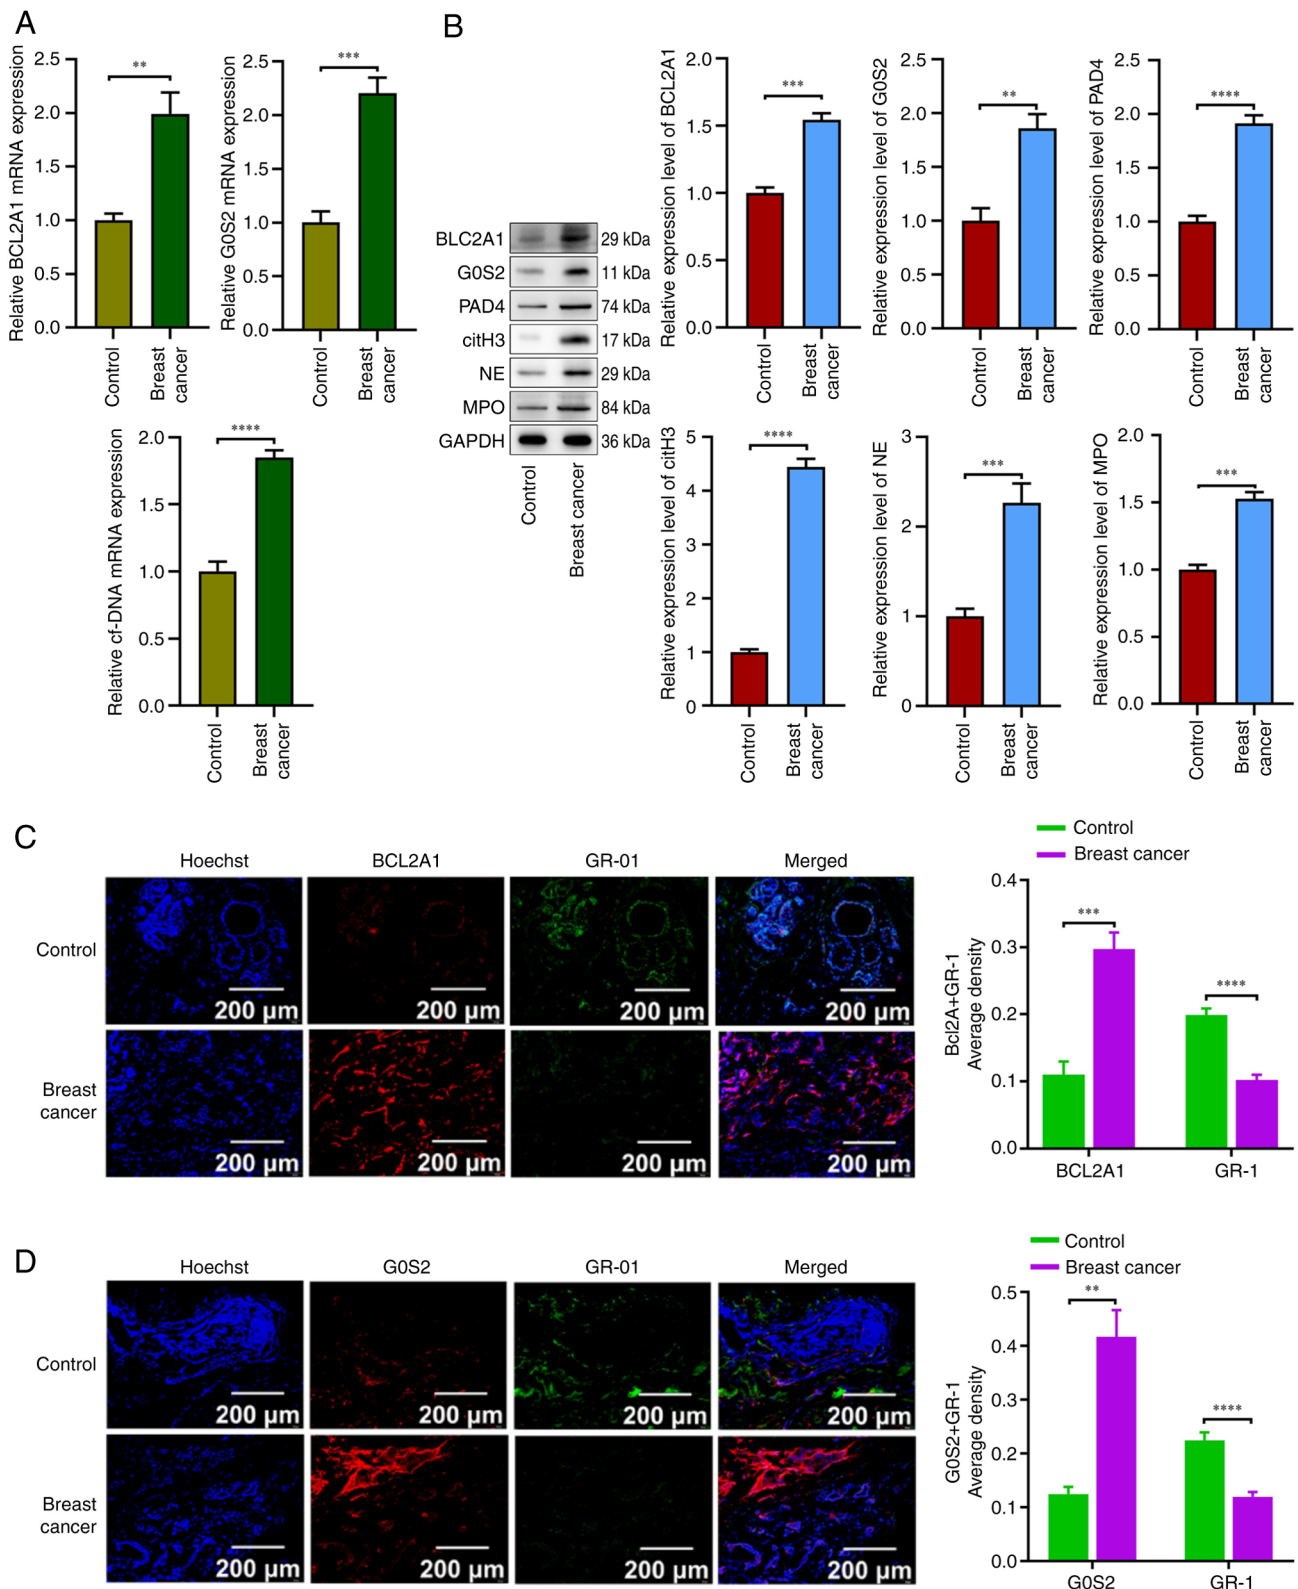 A
Relative BCL2A1 mRNA expression
2.5
2.0
1.5
1.0
0.5
0.0
**
Control
Breast
cancer
Relative G0S2 mRNA expression
2.5
2.0
1.5
1.0
0.5
0.0
***
Control
Breast
cancer
Relative cf-DNA mRNA expression
2.0
1.5
1.0
0.5
0.0
****
Control
Breast
cancer
B
BLC2A1 29 kDa
G0S2 11 kDa
PAD4 74 kDa
citH3 17 kDa
NE 29 kDa
MPO 84 kDa
GAPDH 36 kDa
Control
Breast cancer
Relative expression level of BCL2A1
2.0
1.5
1.0
0.5
0.0
***
Control
Breast
cancer
Relative expression level of G0S2
2.5
2.0
1.5
1.0
0.5
0.0
**
Control
Breast
cancer
Relative expression level of PAD4
2.5
2.0
1.5
1.0
0.5
0.0
****
Control
Breast
cancer
Relative expression level of citH3
5
4
3
2
1
0
****
Control
Breast
cancer
Relative expression level of NE
3
2
1
0
***
Control
Breast
cancer
Relative expression level of MPO
2.0
1.5
1.0
0.5
0.0
***
Control
Breast
cancer
C
Hoechst BCL2A1 GR-01 Merged
Control
200 µm 200 µm 200 µm 200 µm
Breast
cancer
200 µm 200 µm 200 µm 200 µm
Control
Breast cancer
Bcl2A+GR-1
Average density
0.4
0.3
0.2
0.1
0.0
***
****
BCL2A1 GR-1
D
Hoechst G0S2 GR-01 Merged
Control
200 µm 200 µm 200 µm 200 µm
Breast
cancer
200 µm 200 µm 200 µm 200 µm
Control
Breast cancer
G0S2+GR-1
Average density
0.5
0.4
0.3
0.2
0.1
0.0
**
****
G0S2 GR-1